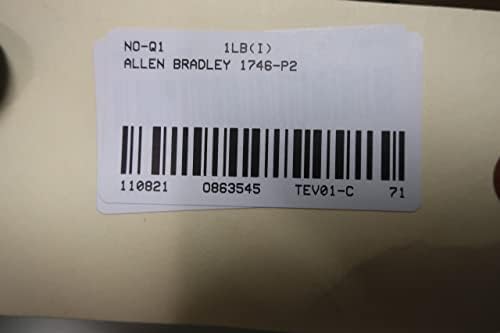 NO-Q1 1LB(I)
ALLEN BRADLEY 1746-P2
110821 0863545 TEV01-C 71